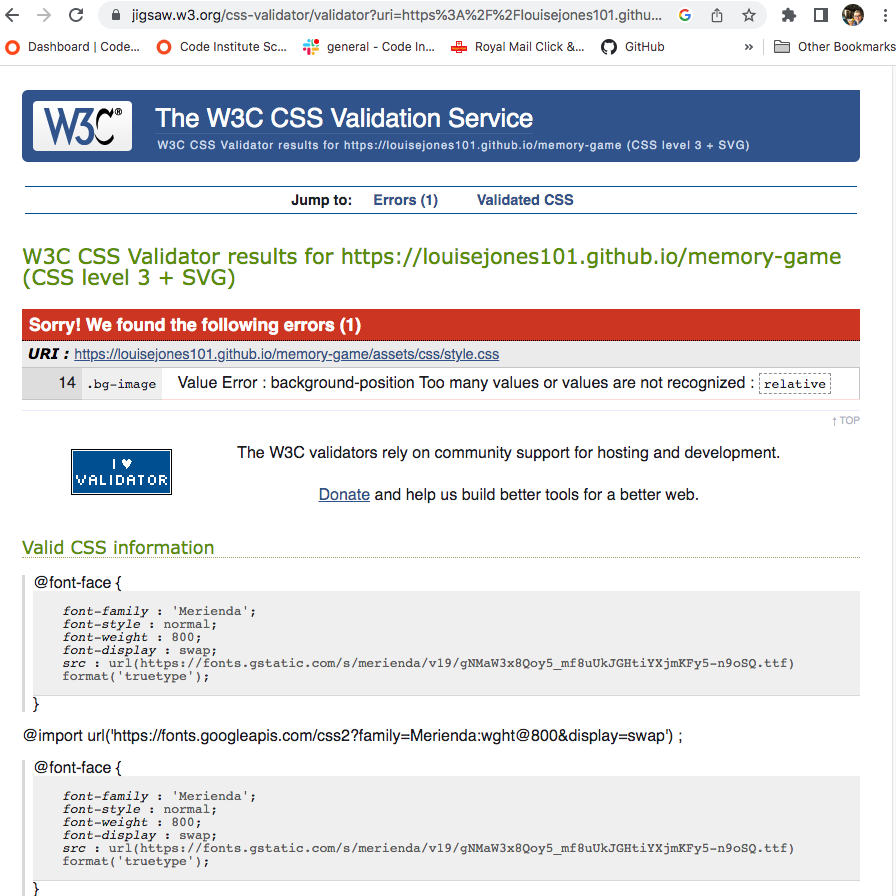 jigsaw.w3.org/css-validator/validator?uri=https%3A%2F%2Flouisejones101.githu...
Dashboard | Code... Code Institute Sc... general - Code In... Royal Mail Click &... GitHub » Other Bookmarks
W3C® The W3C CSS Validation Service
W3C CSS Validator results for https://louisejones101.github.io/memory-game (CSS level 3 + SVG)
Jump to: Errors (1) Validated CSS
W3C CSS Validator results for https://louisejones101.github.io/memory-game
(CSS level 3 + SVG)
Sorry! We found the following errors (1)
URI : https://louisejones101.github.io/memory-game/assets/css/style.css
14 .bg-image Value Error : background-position Too many values or values are not recognized : relative
↑ TOP
The W3C validators rely on community support for hosting and development.
I ♥
VALIDATOR
Donate and help us build better tools for a better web.
Valid CSS information
@font-face {
font-family : 'Merienda';
font-style : normal;
font-weight : 800;
font-display : swap;
src : url(https://fonts.gstatic.com/s/merienda/v19/gNMaW3x8Qoy5_mf8uUkJGHtiYXjmKFy5-n9oSQ.ttf)
format('truetype');
}
@import url('https://fonts.googleapis.com/css2?family=Merienda:wght@800&display=swap') ;
@font-face {
font-family : 'Merienda';
font-style : normal;
font-weight : 800;
font-display : swap;
src : url(https://fonts.gstatic.com/s/merienda/v19/gNMaW3x8Qoy5_mf8uUkJGHtiYXjmKFy5-n9oSQ.ttf)
format('truetype');
}